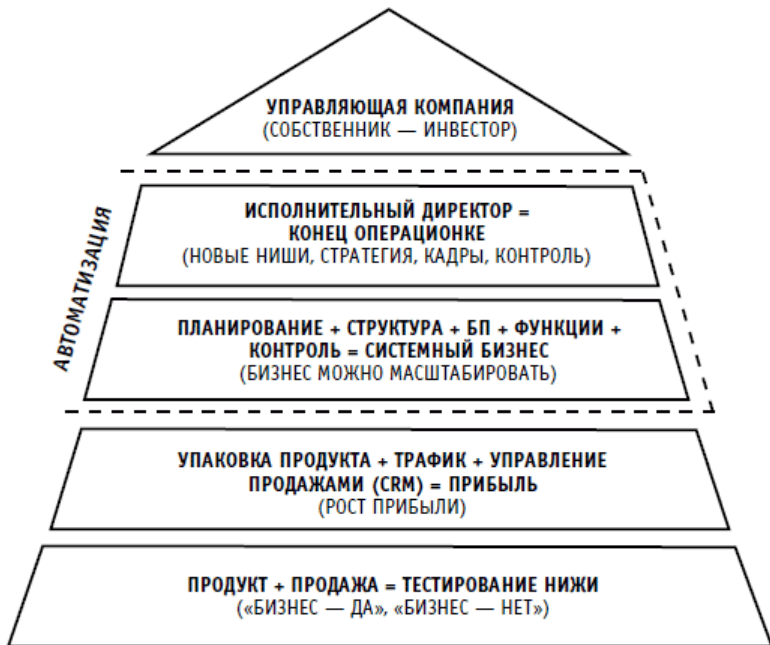 УПРАВЛЯЮЩАЯ КОМПАНИЯ
(СОБСТВЕННИК — ИНВЕСТОР)
АВТОМАТИЗАЦИЯ
ИСПОЛНИТЕЛЬНЫЙ ДИРЕКТОР =
КОНЕЦ ОПЕРАЦИОНКЕ
(НОВЫЕ НИШИ, СТРАТЕГИЯ, КАДРЫ, КОНТРОЛЬ)
ПЛАНИРОВАНИЕ + СТРУКТУРА + БП + ФУНКЦИИ +
КОНТРОЛЬ = СИСТЕМНЫЙ БИЗНЕС
(БИЗНЕС МОЖНО МАСШТАБИРОВАТЬ)
УПАКОВКА ПРОДУКТА + ТРАФИК + УПРАВЛЕНИЕ
ПРОДАЖАМИ (CRM) = ПРИБЫЛЬ
(РОСТ ПРИБЫЛИ)
ПРОДУКТ + ПРОДАЖА = ТЕСТИРОВАНИЕ НИЖИ
(«БИЗНЕС — ДА», «БИЗНЕС — НЕТ»)